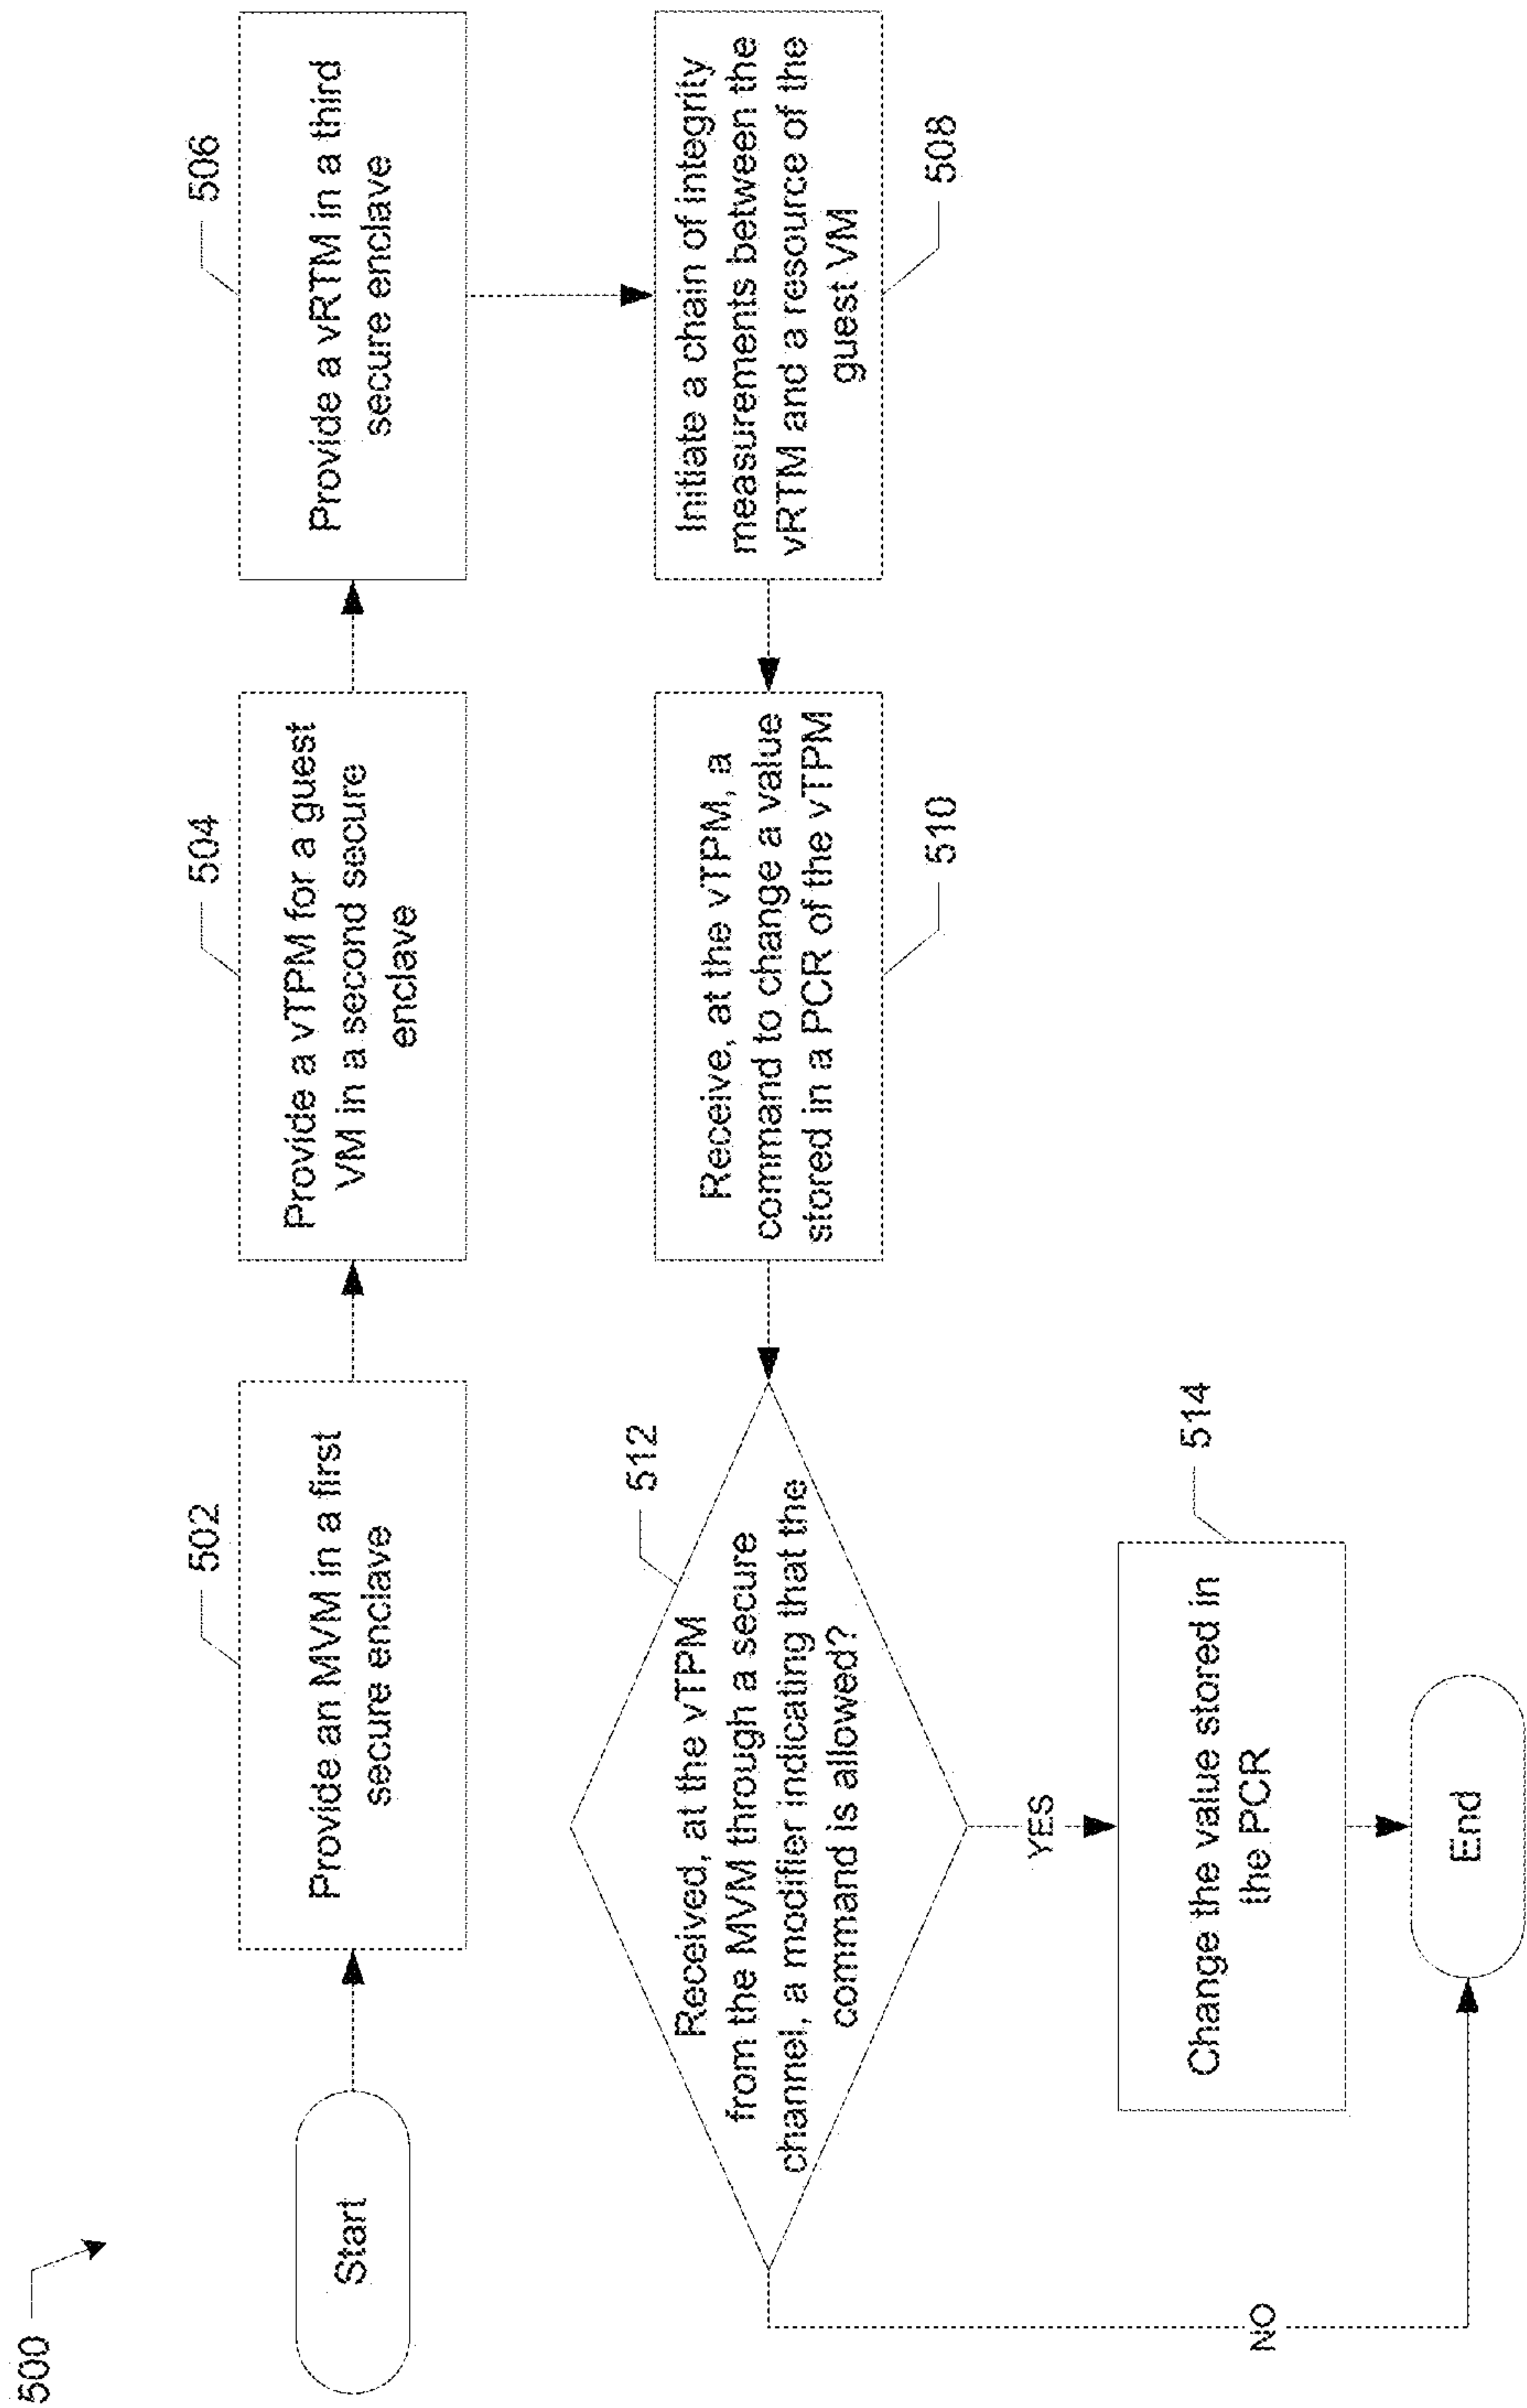 500
Start
502
Provide an MVM in a first
secure enclave
504
Provide a vTPM for a guest
VM in a second secure
enclave
506
Provide a vRTM in a third
secure enclave
Initiate a chain of integrity
measurements between the
vRTM and a resource of the
guest VM
508
Receive, at the vTPM, a
command to change a value
stored in a PCR of the vTPM
510
512
Received, at the vTPM
from the MVM through a secure
channel, a modifier indicating that the
command is allowed?
YES
NO
514
Change the value stored in
the PCR
End